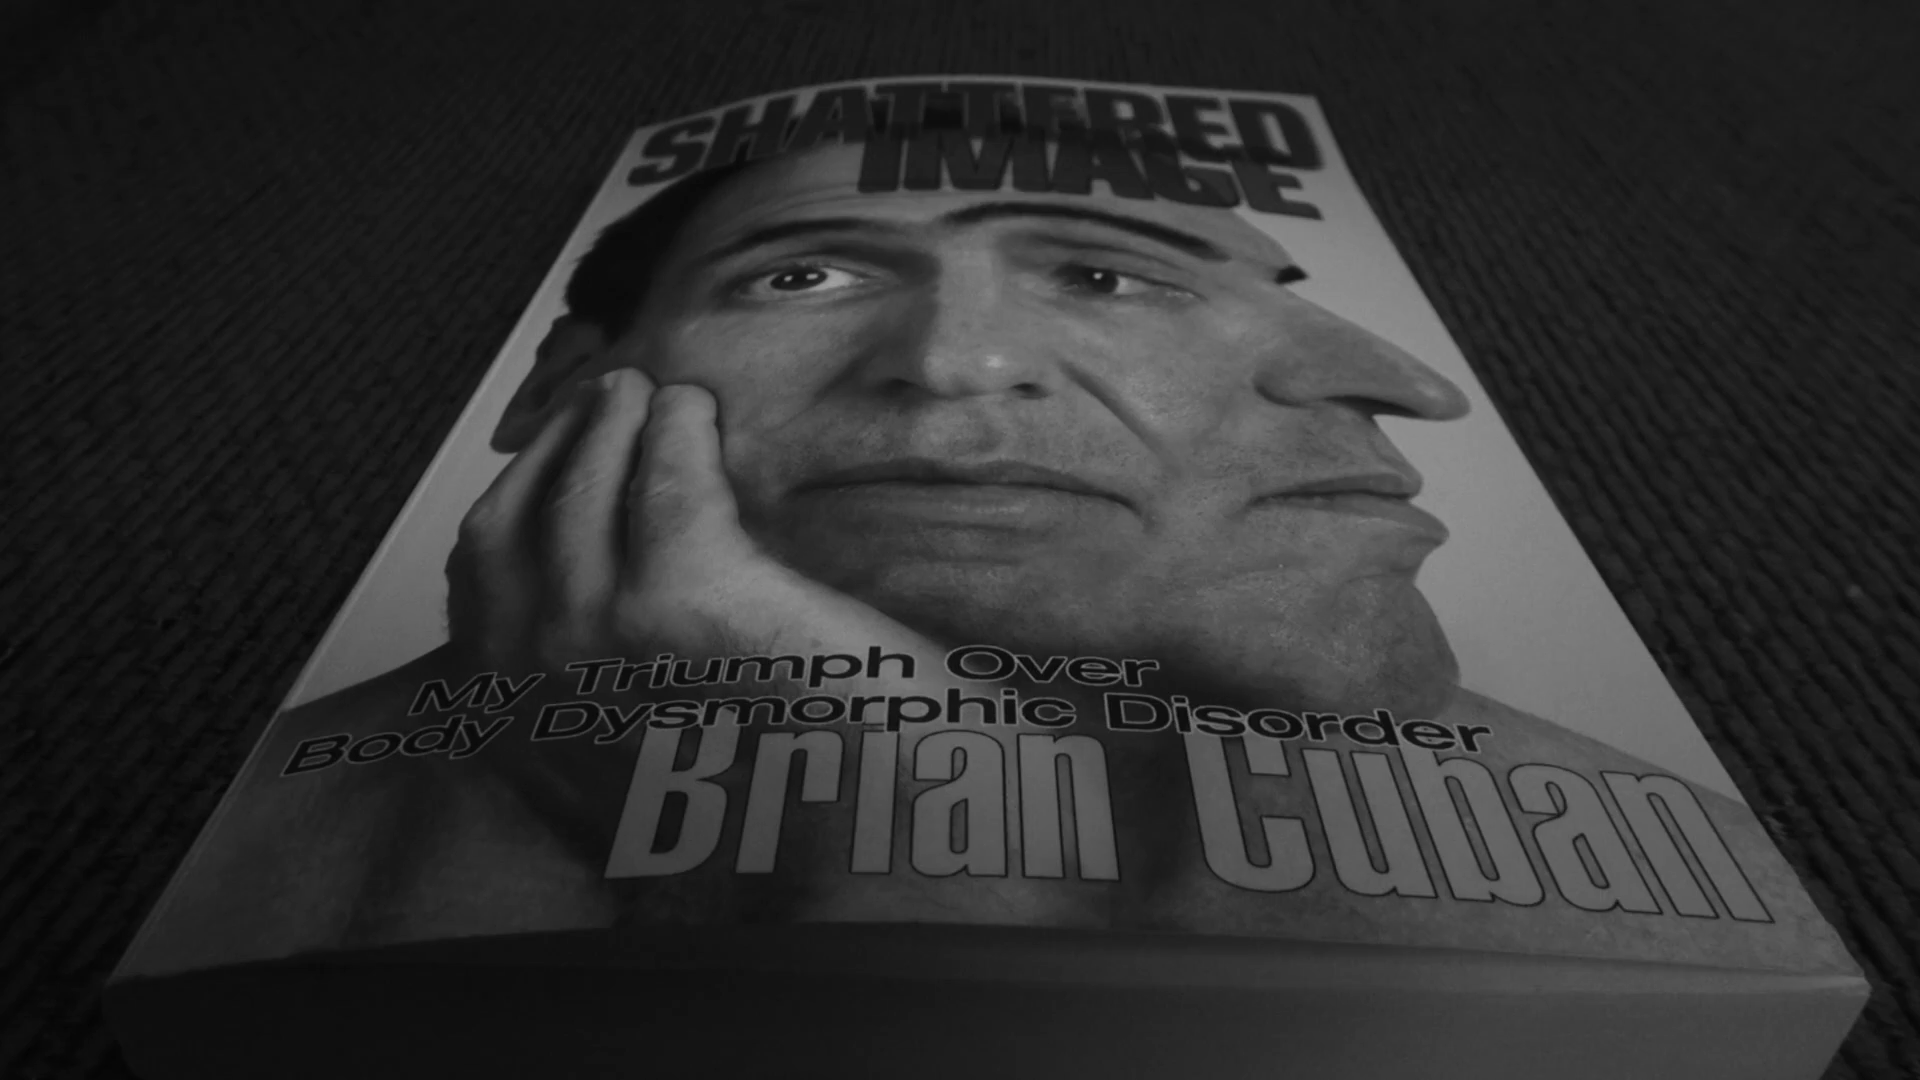 SHATTERED
IMAGE
My Triumph Over
Body Dysmorphic Disorder
Brian Cuban